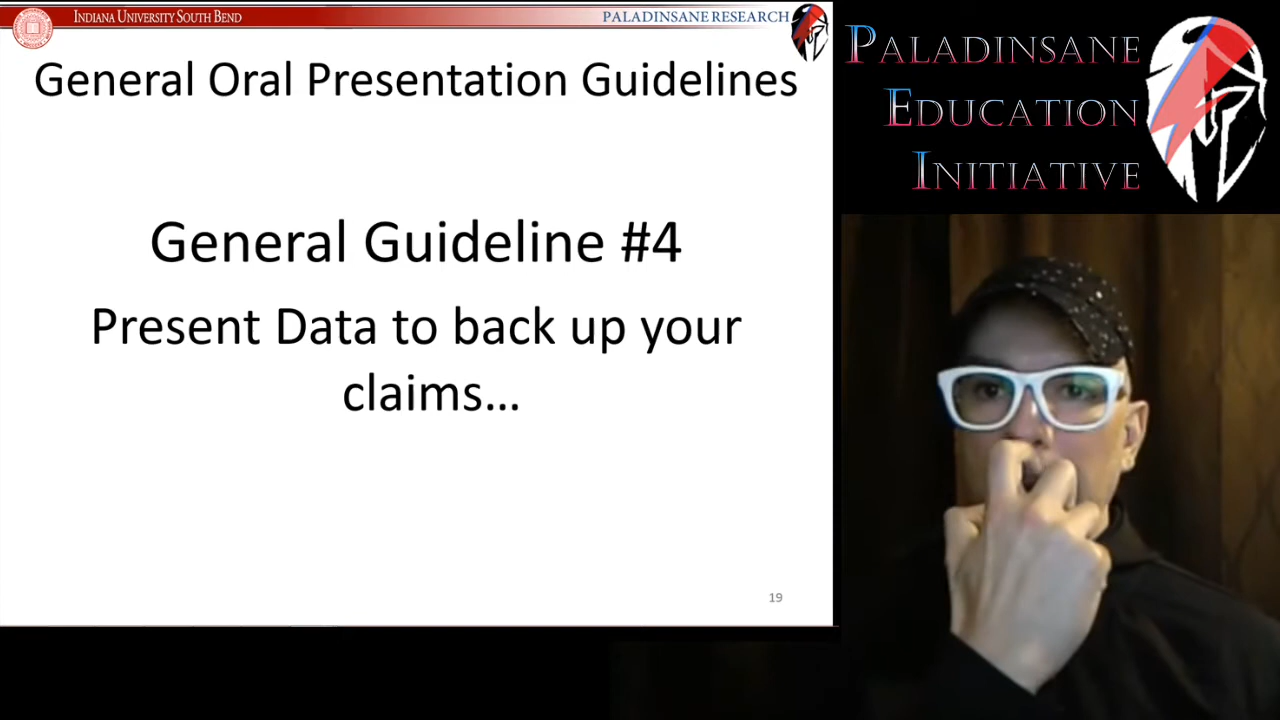 INDIANA UNIVERSITY SOUTH BEND
PALADINSANE RESEARCH
General Oral Presentation Guidelines
General Guideline #4
Present Data to back up your
claims...
19
PALADINSANE
EDUCATION
INITIATIVE